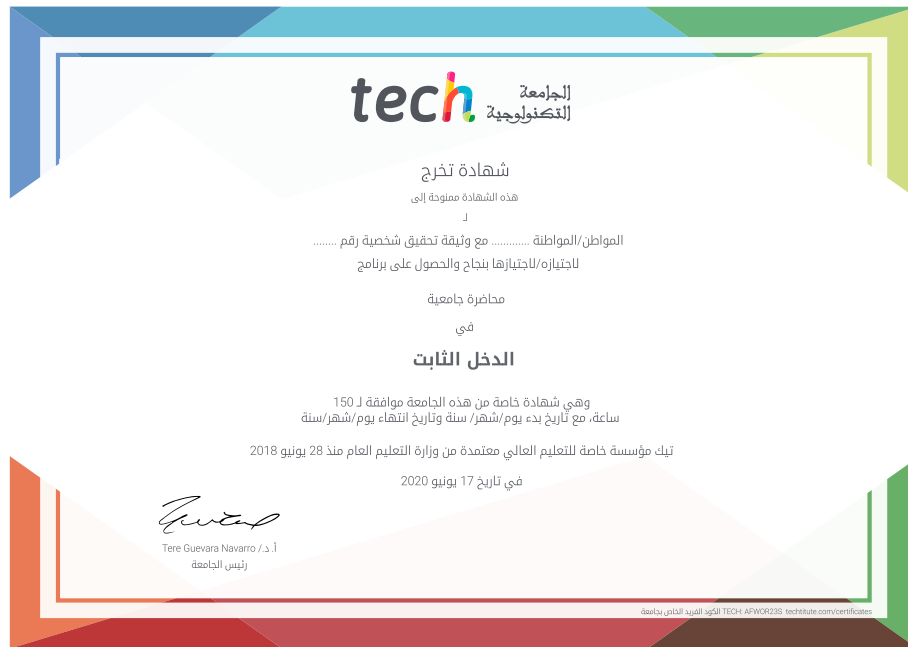 tech الجامعة
التكنولوجية
شهادة تخرج
هذه الشهادة ممنوحة إلى
لـ
المواطن/المواطنة ............ مع وثيقة تحقيق شخصية رقم ........
لاجتيازه/لاجتيازها بنجاح والحصول على برنامج
محاضرة جامعية
في
الدخل الثابت
وهي شهادة خاصة من هذه الجامعة موافقة لـ 150
ساعة، مع تاريخ بدء يوم/شهر/ سنة وتاريخ انتهاء يوم/شهر/سنة
تيك مؤسسة خاصة للتعليم العالي معتمدة من وزارة التعليم العام منذ 28 يونيو 2018
في تاريخ 17 يونيو 2020
أ. د./ Tere Guevara Navarro
رئيس الجامعة
الكود الفريد الخاص بجامعة TECH: AFWOR23S techtitute.com/certificates